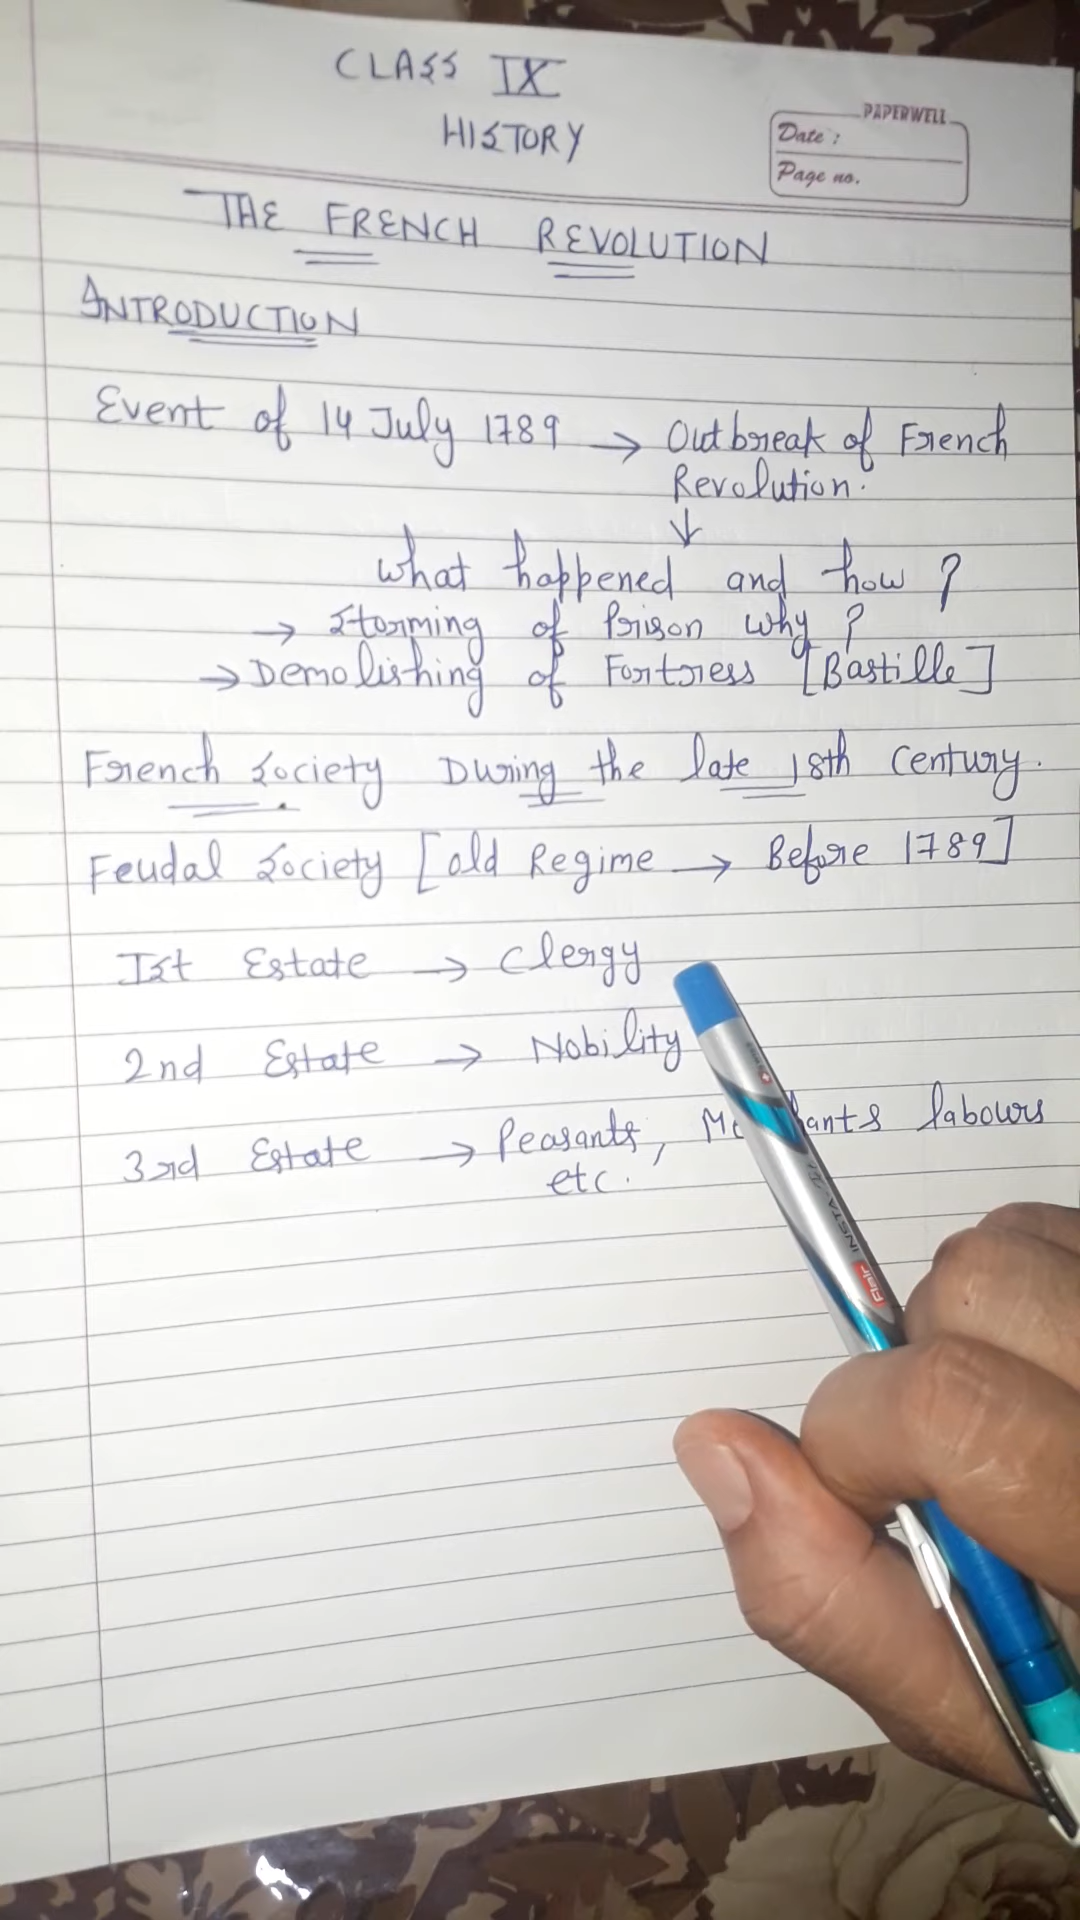 CLASS IX
HISTORY
PAPERWELL
Date :
Page no.
THE FRENCH REVOLUTION
INTRODUCTION
Event of 14 July 1789 → Outbreak of French
Revolution.
↓
What happened and how ?
→ Storming of Prison why ?
→ Demolishing of Fortress [Bastille]
French Society During the late 18th Century.
Feudal Society [old Regime → Before 1789]
Ist Estate → Clergy
2nd Estate → Nobility
3rd Estate → Peasants, labours
etc.
Flair INSTA